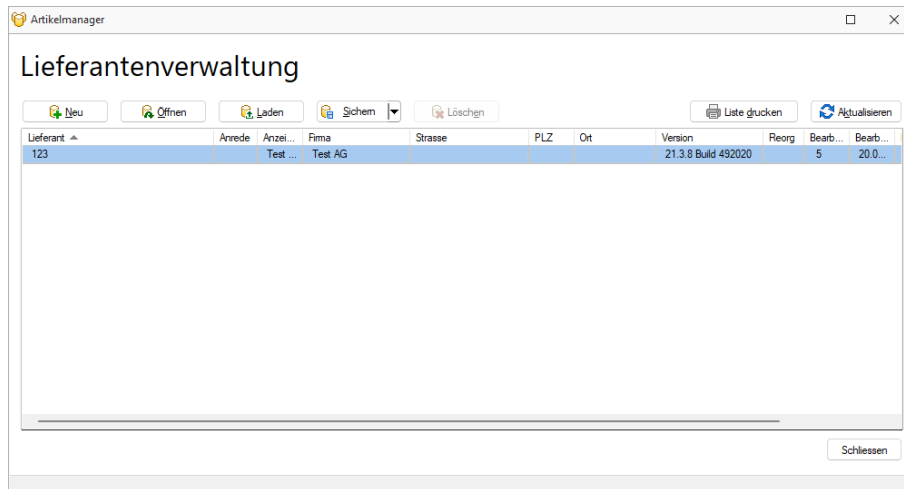 Artikelmanager
Lieferantenverwaltung
Neu Öffnen Laden Sichern Löschen Liste drucken Aktualisieren
Lieferant Anrede Anzei... Firma Strasse PLZ Ort Version Reorg Bearb... Bearb...
123 Test ... Test AG 21.3.8 Build 492020 5 20.0...
Schliessen